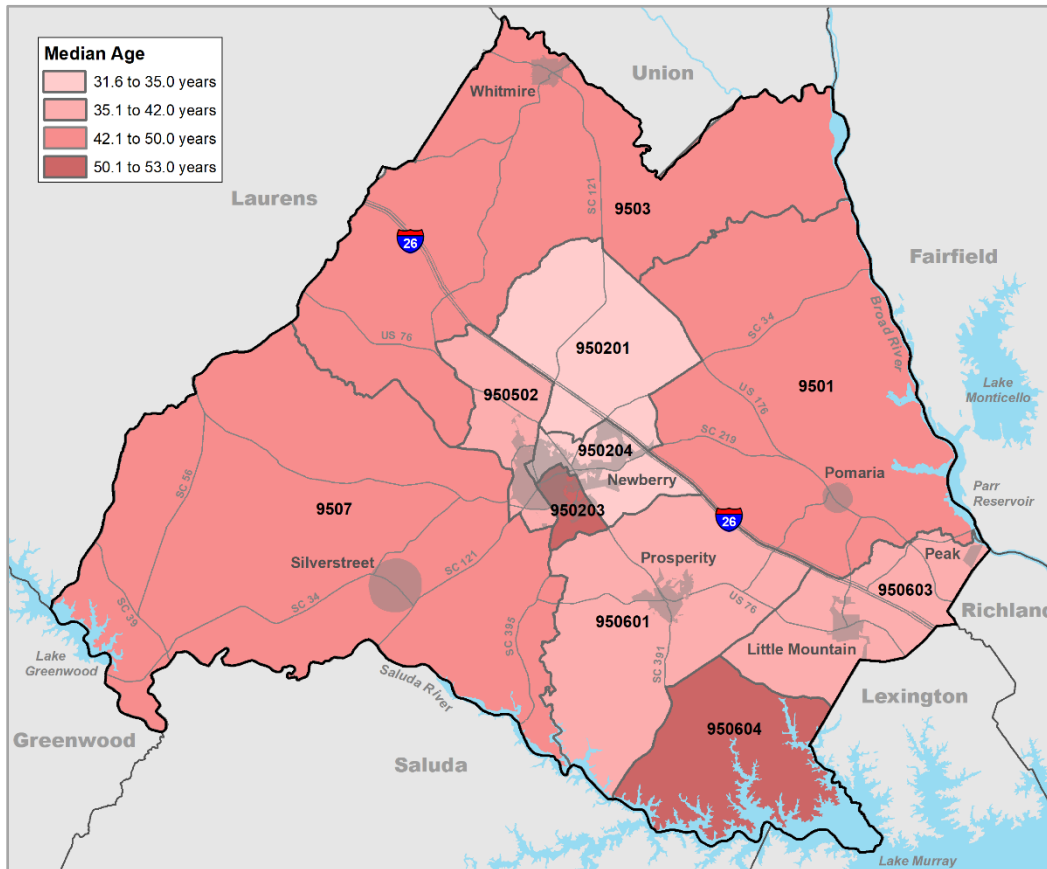 Median Age
31.6 to 35.0 years
35.1 to 42.0 years
42.1 to 50.0 years
50.1 to 53.0 years
Union
Whitmire
Laurens
SC 121
9503
26
Fairfield
Broad River
US 76
SC 34
950201
9501
Lake
Monticello
950502
US 176
SC 219
950204
SC 56
Newberry
Pomaria
Parr
Reservoir
9507
950203
26
Silverstreet
SC 121
Prosperity
Peak
950603
SC 34
US 76
Richland
SC 39
SC 395
950601
Little Mountain
Lake
Greenwood
SC 391
Saluda River
Lexington
Greenwood
950604
Saluda
Lake Murray